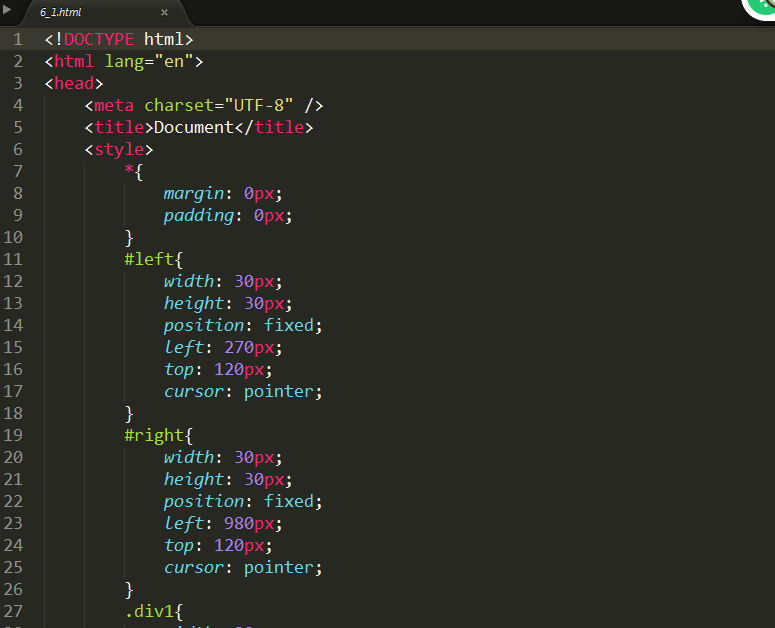 6_1.html ×
1 <!DOCTYPE html>
2 <html lang="en">
3 <head>
4     <meta charset="UTF-8" />
5     <title>Document</title>
6     <style>
7         *{
8             margin: 0px;
9             padding: 0px;
10         }
11         #left{
12             width: 30px;
13             height: 30px;
14             position: fixed;
15             left: 270px;
16             top: 120px;
17             cursor: pointer;
18         }
19         #right{
20             width: 30px;
21             height: 30px;
22             position: fixed;
23             left: 980px;
24             top: 120px;
25             cursor: pointer;
26         }
27         .div1{